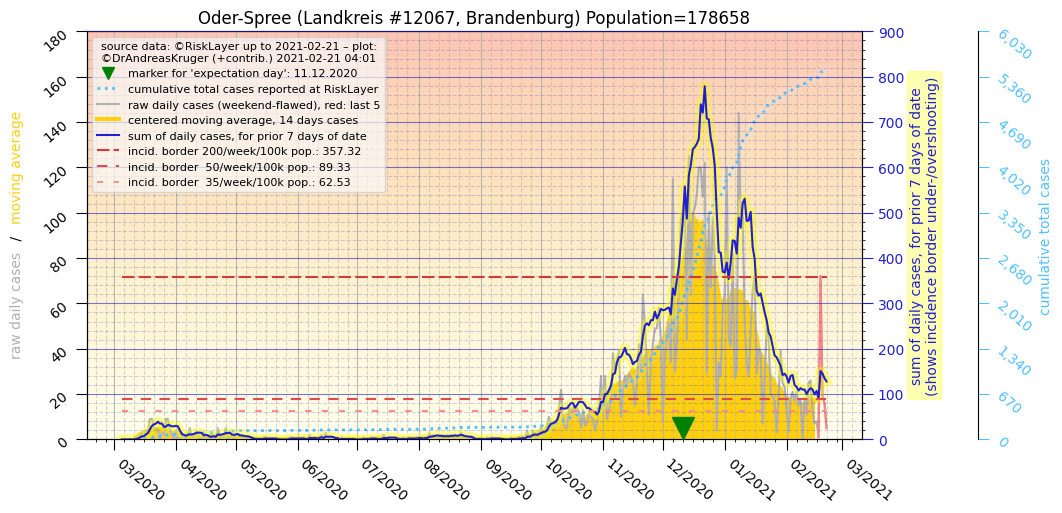 Oder-Spree (Landkreis #12067, Brandenburg) Population=178658
source data: ©RiskLayer up to 2021-02-21 – plot:
©DrAndreasKruger (+contrib.) 2021-02-21 04:01
marker for 'expectation day': 11.12.2020
cumulative total cases reported at RiskLayer
raw daily cases (weekend-flawed), red: last 5
centered moving average, 14 days cases
sum of daily cases, for prior 7 days of date
incid. border 200/week/100k pop.: 357.32
incid. border  50/week/100k pop.: 89.33
incid. border  35/week/100k pop.: 62.53
raw daily cases / moving average
180
160
140
120
100
80
60
40
20
0
03/2020
04/2020
05/2020
06/2020
07/2020
08/2020
09/2020
10/2020
11/2020
12/2020
01/2021
02/2021
03/2021
900
800
700
600
500
400
300
200
100
0
sum of daily cases, for prior 7 days of date
(shows incidence border under-/overshooting)
6,030
5,360
4,690
4,020
3,350
2,680
2,010
1,340
670
0
cumulative total cases